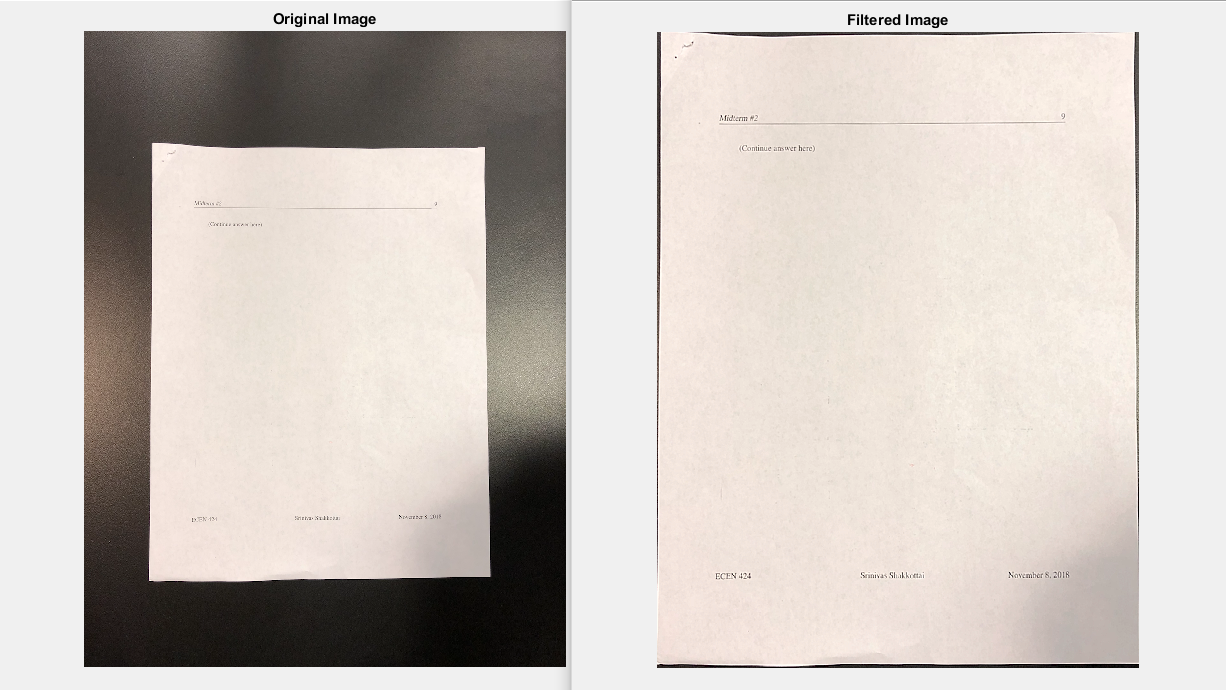 Original Image
Midterm #2 9
(Continue answer here)
ECEN 424 Srinivas Shakkottai November 8, 2018
Filtered Image
Midterm #2 9
(Continue answer here)
ECEN 424 Srinivas Shakkottai November 8, 2018